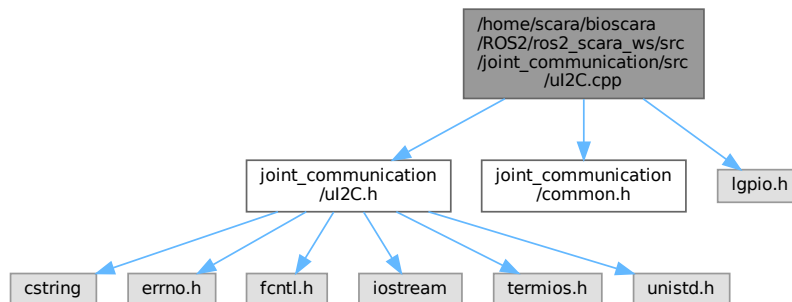 /home/scara/bioscara
/ROS2/ros2_scara_ws/src
/joint_communication/src
/uI2C.cpp
joint_communication
/uI2C.h
joint_communication
/common.h
lgpio.h
cstring
errno.h
fcntl.h
iostream
termios.h
unistd.h